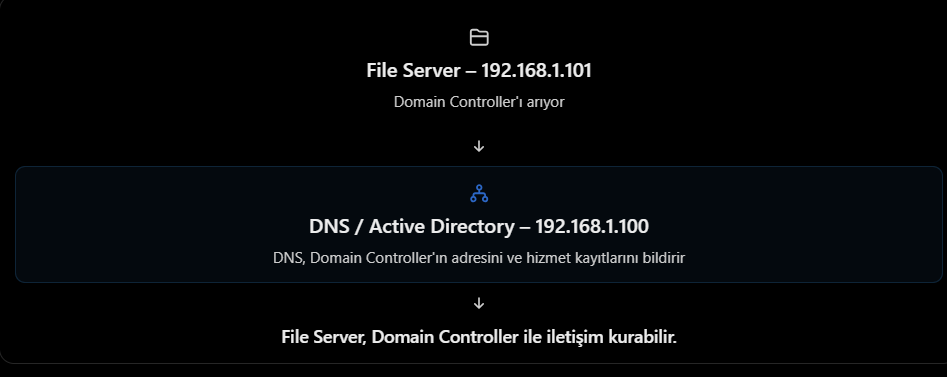 File Server – 192.168.1.101
Domain Controller'ı arıyor
DNS / Active Directory – 192.168.1.100
DNS, Domain Controller'ın adresini ve hizmet kayıtlarını bildirir
File Server, Domain Controller ile iletişim kurabilir.